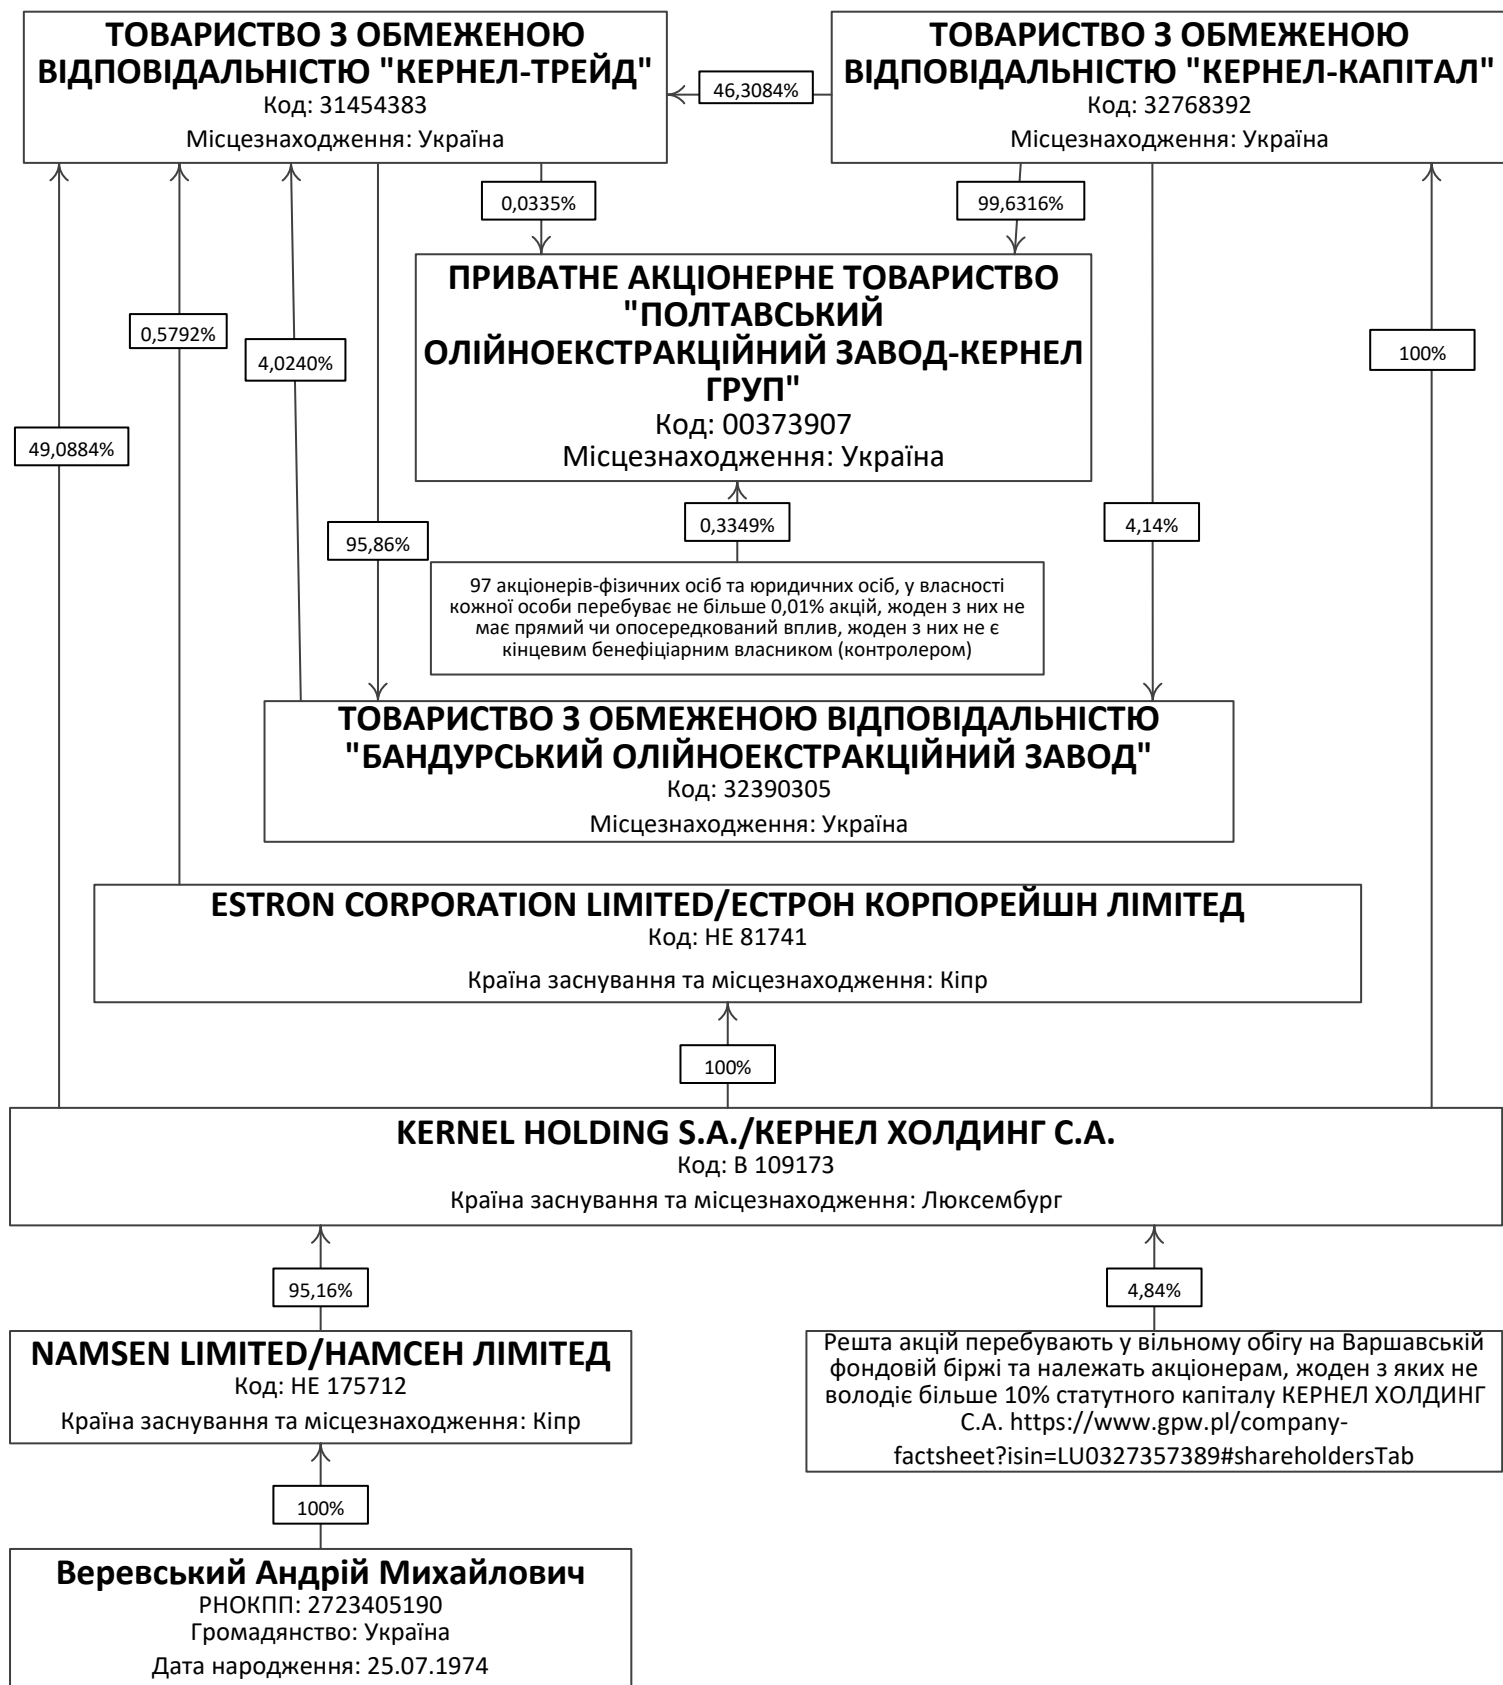 ТОВАРИСТВО З ОБМЕЖЕНОЮ
ВІДПОВІДАЛЬНІСТЮ "КЕРНЕЛ-ТРЕЙД"
Код: 31454383
Місцезнаходження: Україна
46,3084%
ТОВАРИСТВО З ОБМЕЖЕНОЮ
ВІДПОВІДАЛЬНІСТЮ "КЕРНЕЛ-КАПІТАЛ"
Код: 32768392
Місцезнаходження: Україна
0,0335%
99,6316%
ПРИВАТНЕ АКЦІОНЕРНЕ ТОВАРИСТВО
"ПОЛТАВСЬКИЙ
ОЛІЙНОЕКСТРАКЦІЙНИЙ ЗАВОД-КЕРНЕЛ
ГРУП"
Код: 00373907
Місцезнаходження: Україна
0,5792%
4,0240%
100%
49,0884%
95,86%
0,3349%
4,14%
97 акціонерів-фізичних осіб та юридичних осіб, у власності
кожної особи перебуває не більше 0,01% акцій, жоден з них не
має прямий чи опосередкований вплив, жоден з них не є
кінцевим бенефіціарним власником (контролером)
ТОВАРИСТВО З ОБМЕЖЕНОЮ ВІДПОВІДАЛЬНІСТЮ
"БАНДУРСЬКИЙ ОЛІЙНОЕКСТРАКЦІЙНИЙ ЗАВОД"
Код: 32390305
Місцезнаходження: Україна
ESTRON CORPORATION LIMITED/ЕСТРОН КОРПОРЕЙШН ЛІМІТЕД
Код: НЕ 81741
Країна заснування та місцезнаходження: Кіпр
100%
KERNEL HOLDING S.A./КЕРНЕЛ ХОЛДИНГ С.А.
Код: В 109173
Країна заснування та місцезнаходження: Люксембург
95,16%
4,84%
NAMSEN LIMITED/НАМСЕН ЛІМІТЕД
Код: НЕ 175712
Країна заснування та місцезнаходження: Кіпр
Решта акцій перебувають у вільному обігу на Варшавській
фондовій біржі та належать акціонерам, жоден з яких не
володіє більше 10% статутного капіталу КЕРНЕЛ ХОЛДИНГ
С.А. https://www.gpw.pl/company-
factsheet?isin=LU0327357389#shareholdersTab
100%
Веревський Андрій Михайлович
РНОКПП: 2723405190
Громадянство: Україна
Дата народження: 25.07.1974